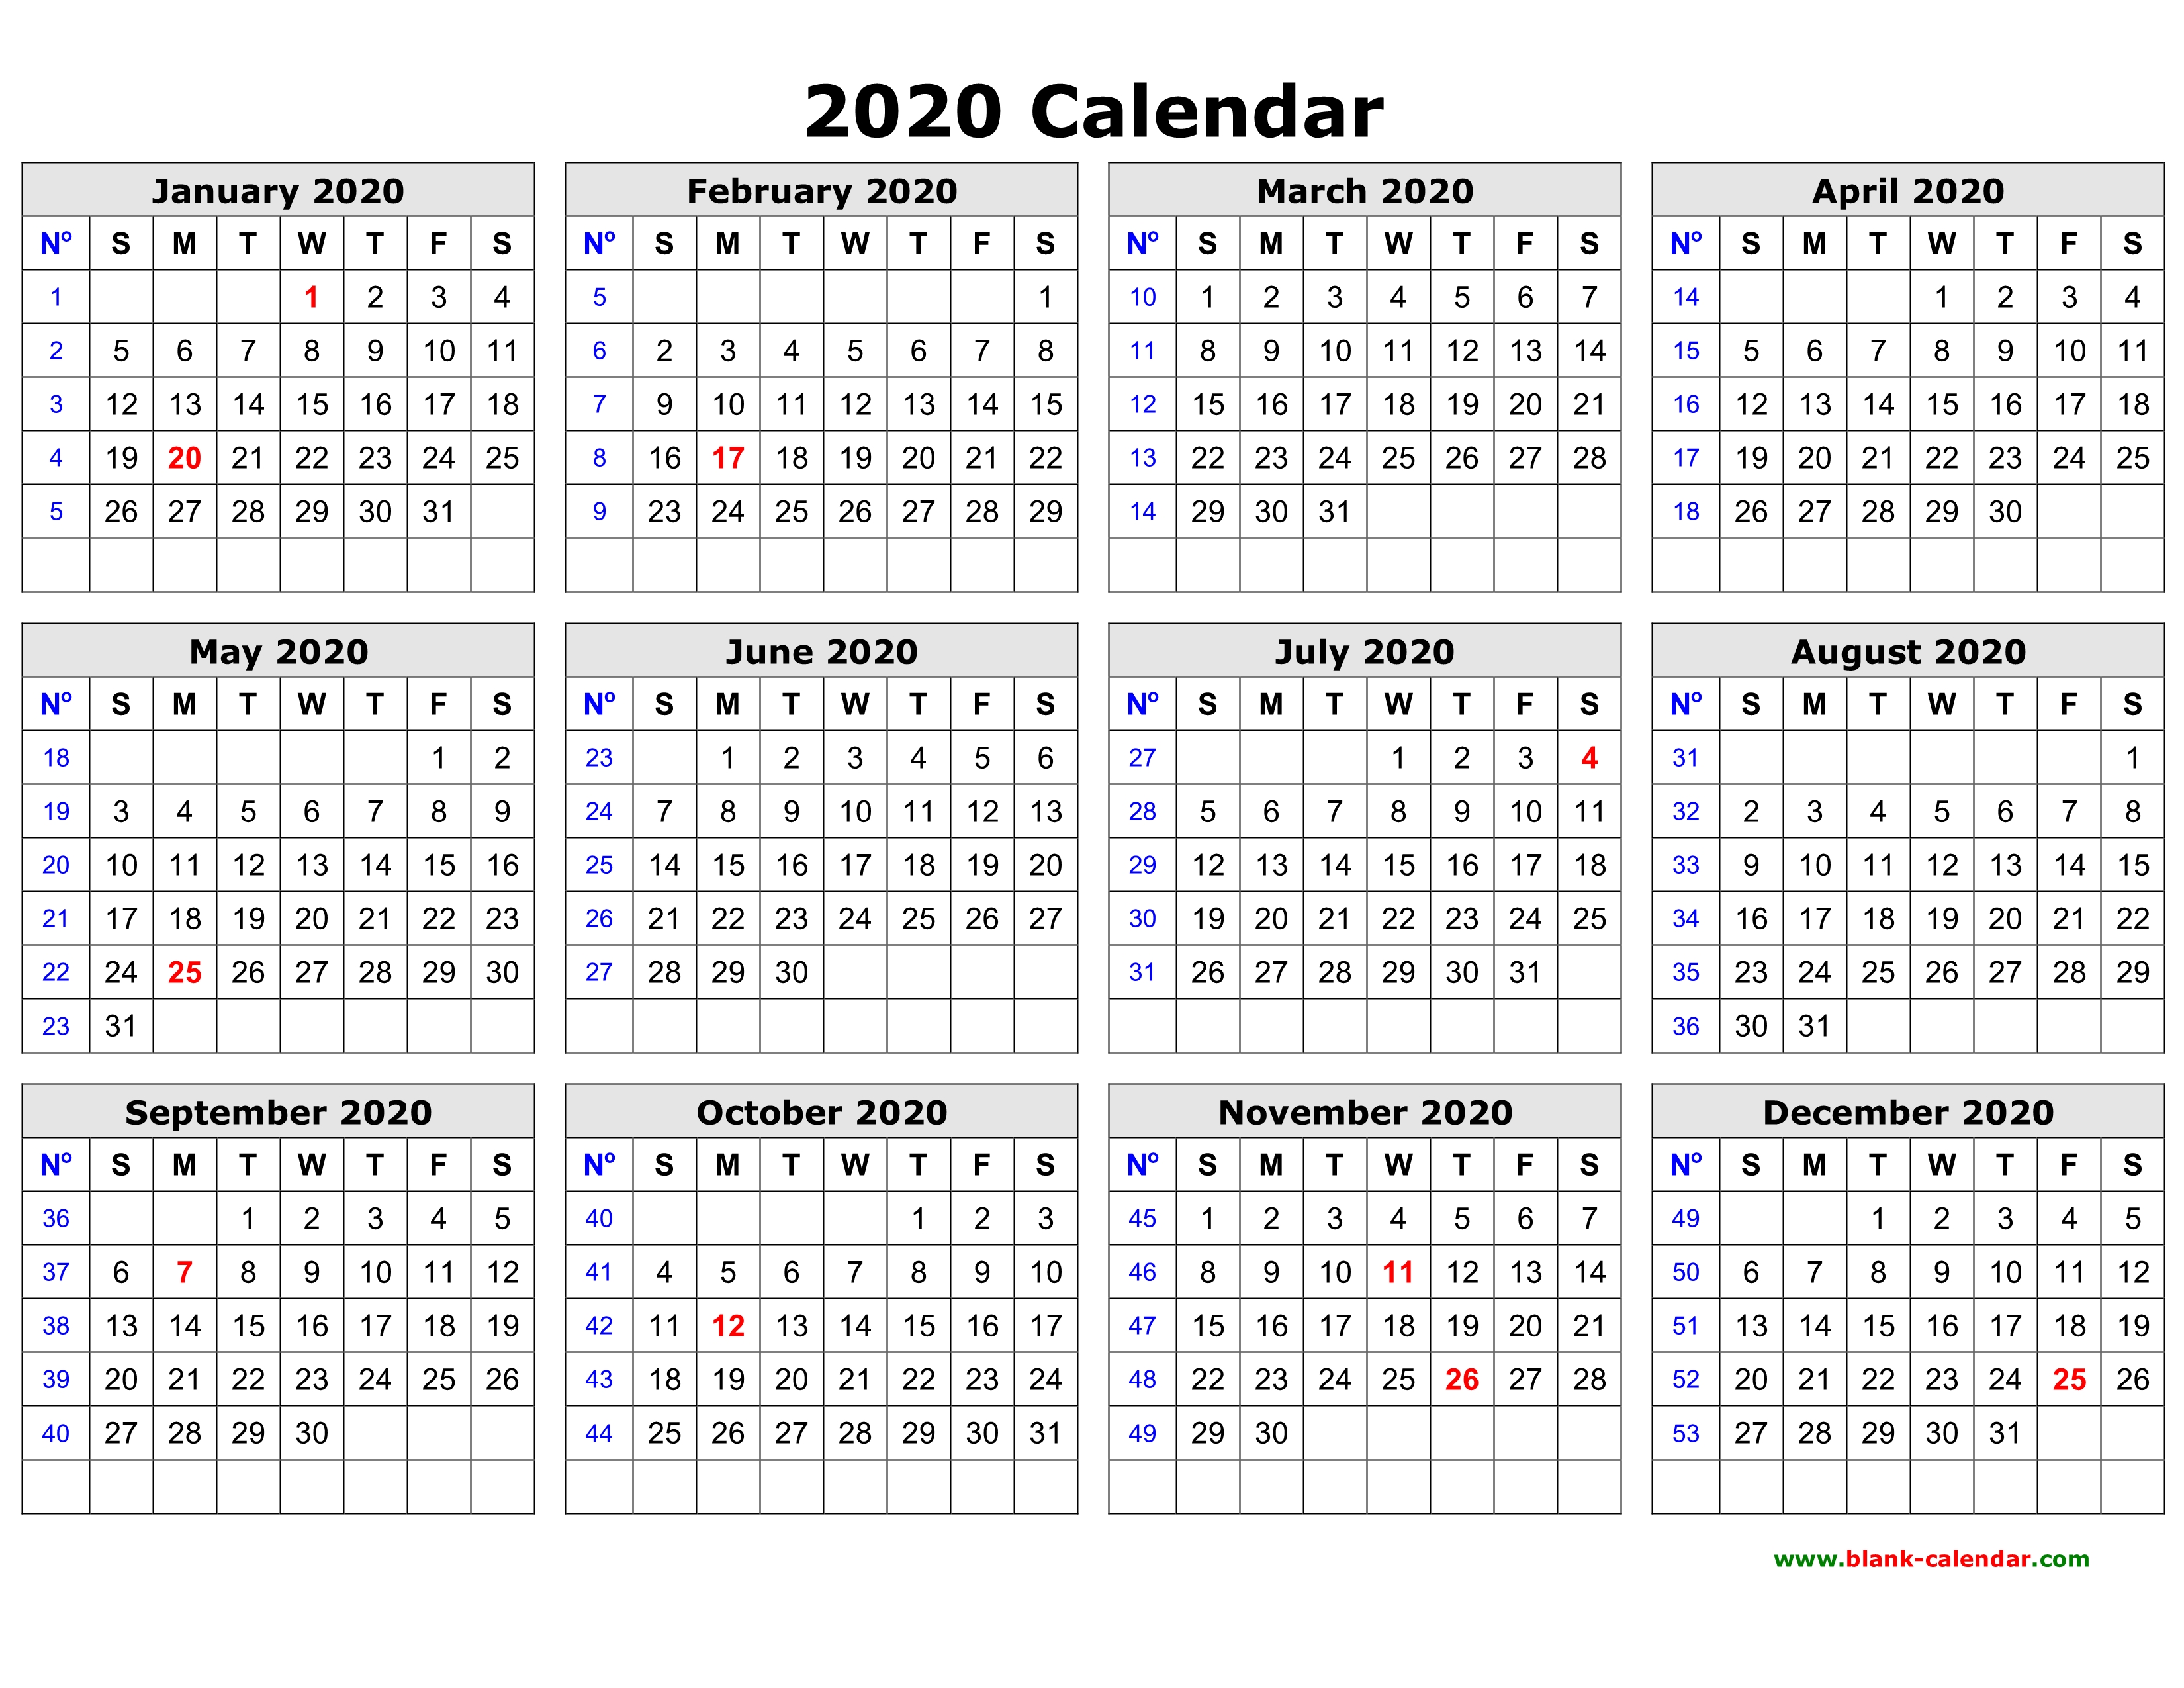 2020 Calendar
January 2020
Nº S M T W T F S
1 1 2 3 4
2 5 6 7 8 9 10 11
3 12 13 14 15 16 17 18
4 19 20 21 22 23 24 25
5 26 27 28 29 30 31
February 2020
Nº S M T W T F S
5 1
6 2 3 4 5 6 7 8
7 9 10 11 12 13 14 15
8 16 17 18 19 20 21 22
9 23 24 25 26 27 28 29
March 2020
Nº S M T W T F S
10 1 2 3 4 5 6 7
11 8 9 10 11 12 13 14
12 15 16 17 18 19 20 21
13 22 23 24 25 26 27 28
14 29 30 31
April 2020
Nº S M T W T F S
14 1 2 3 4
15 5 6 7 8 9 10 11
16 12 13 14 15 16 17 18
17 19 20 21 22 23 24 25
18 26 27 28 29 30
May 2020
Nº S M T W T F S
18 1 2
19 3 4 5 6 7 8 9
20 10 11 12 13 14 15 16
21 17 18 19 20 21 22 23
22 24 25 26 27 28 29 30
23 31
June 2020
Nº S M T W T F S
23 1 2 3 4 5 6
24 7 8 9 10 11 12 13
25 14 15 16 17 18 19 20
26 21 22 23 24 25 26 27
27 28 29 30
July 2020
Nº S M T W T F S
27 1 2 3 4
28 5 6 7 8 9 10 11
29 12 13 14 15 16 17 18
30 19 20 21 22 23 24 25
31 26 27 28 29 30 31
August 2020
Nº S M T W T F S
31 1
32 2 3 4 5 6 7 8
33 9 10 11 12 13 14 15
34 16 17 18 19 20 21 22
35 23 24 25 26 27 28 29
36 30 31
September 2020
Nº S M T W T F S
36 1 2 3 4 5
37 6 7 8 9 10 11 12
38 13 14 15 16 17 18 19
39 20 21 22 23 24 25 26
40 27 28 29 30
October 2020
Nº S M T W T F S
40 1 2 3
41 4 5 6 7 8 9 10
42 11 12 13 14 15 16 17
43 18 19 20 21 22 23 24
44 25 26 27 28 29 30 31
November 2020
Nº S M T W T F S
45 1 2 3 4 5 6 7
46 8 9 10 11 12 13 14
47 15 16 17 18 19 20 21
48 22 23 24 25 26 27 28
49 29 30
December 2020
Nº S M T W T F S
49 1 2 3 4 5
50 6 7 8 9 10 11 12
51 13 14 15 16 17 18 19
52 20 21 22 23 24 25 26
53 27 28 29 30 31
www.blank-calendar.com